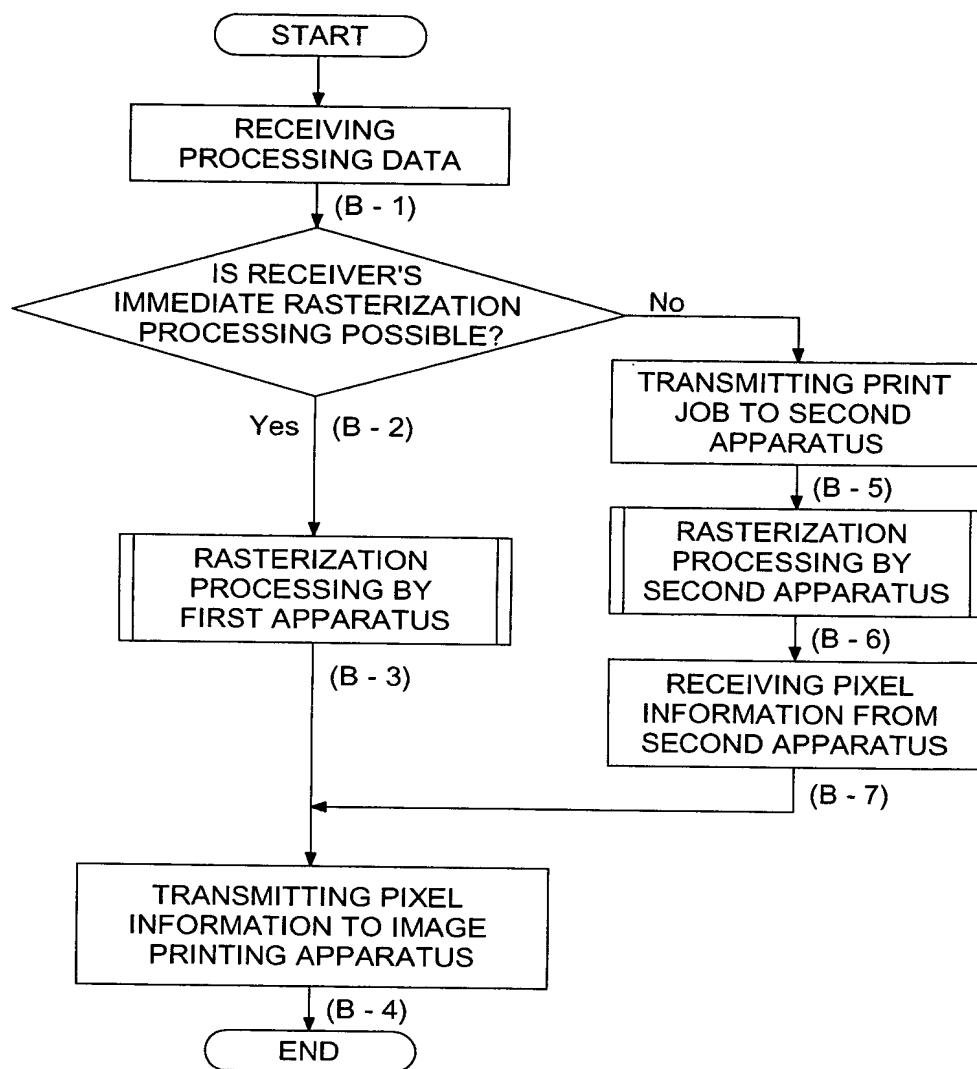 START
RECEIVING
PROCESSING DATA
(B - 1)
IS RECEIVER'S
IMMEDIATE RASTERIZATION
PROCESSING POSSIBLE?
No
Yes
(B - 2)
TRANSMITTING PRINT
JOB TO SECOND
APPARATUS
(B - 5)
RASTERIZATION
PROCESSING BY
FIRST APPARATUS
(B - 3)
RASTERIZATION
PROCESSING BY
SECOND APPARATUS
(B - 6)
RECEIVING PIXEL
INFORMATION FROM
SECOND APPARATUS
(B - 7)
TRANSMITTING PIXEL
INFORMATION TO IMAGE
PRINTING APPARATUS
(B - 4)
END